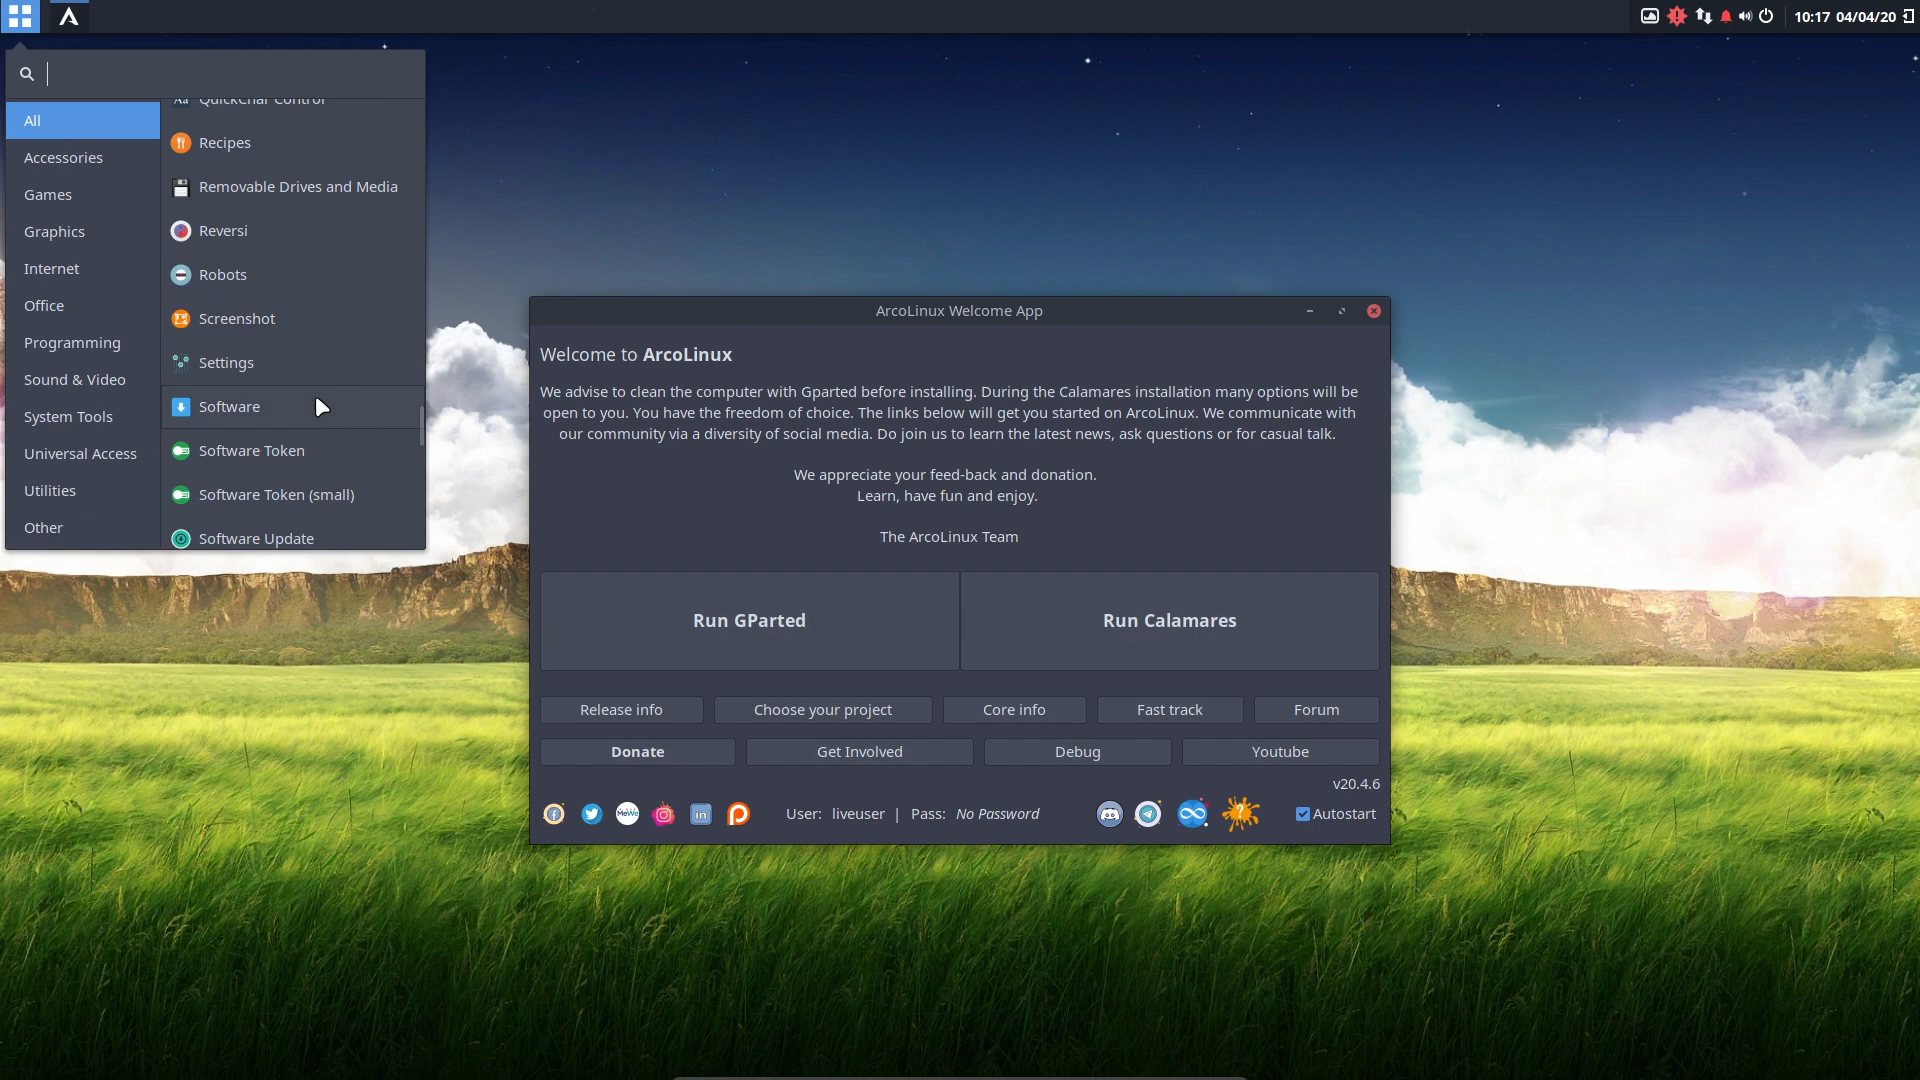 10:17 04/04/20
All
Accessories
Games
Graphics
Internet
Office
Programming
Sound & Video
System Tools
Universal Access
Utilities
Other
QuickChar Control
Recipes
Removable Drives and Media
Reversi
Robots
Screenshot
Settings
Software
Software Token
Software Token (small)
Software Update
ArcoLinux Welcome App
Welcome to ArcoLinux
We advise to clean the computer with Gparted before installing. During the Calamares installation many options will be
open to you. You have the freedom of choice. The links below will get you started on ArcoLinux. We communicate with
our community via a diversity of social media. Do join us to learn the latest news, ask questions or for casual talk.
We appreciate your feed-back and donation.
Learn, have fun and enjoy.
The ArcoLinux Team
Run GParted
Run Calamares
Release info
Choose your project
Core info
Fast track
Forum
Donate
Get Involved
Debug
Youtube
v20.4.6
MeWe
in
User: liveuser | Pass: No Password
Autostart